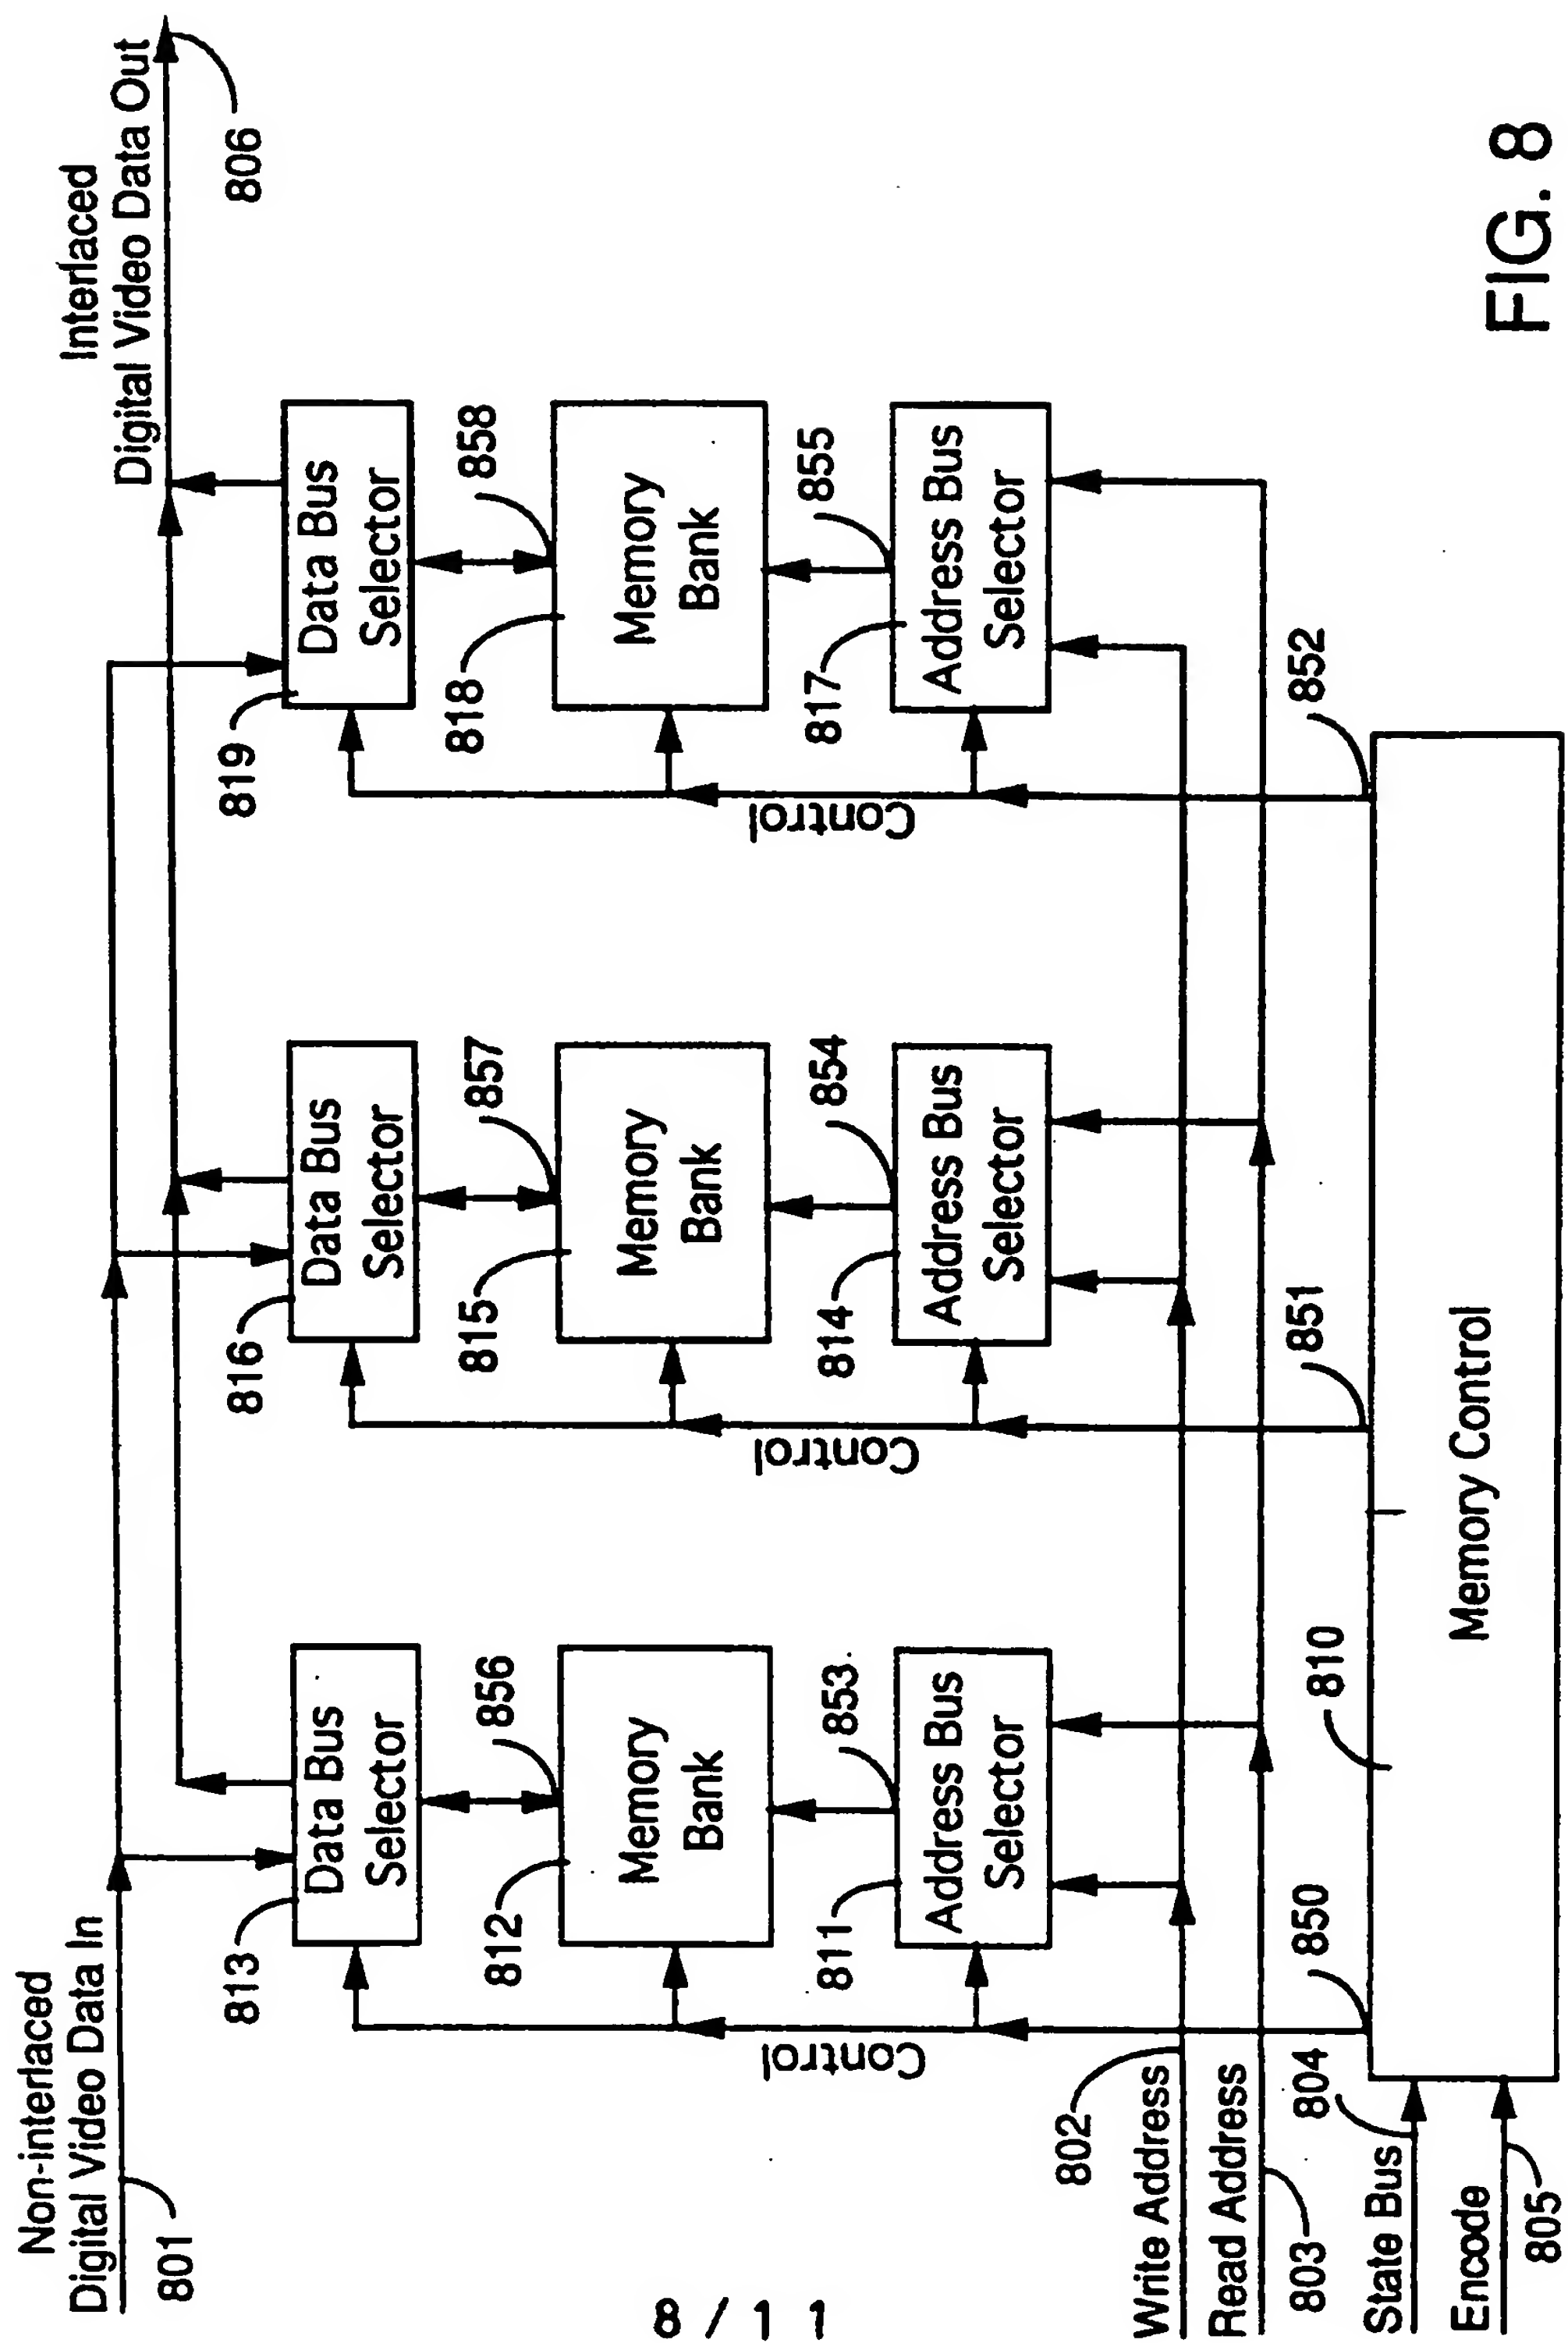 Non-interlaced
Digital Video Data In
801
Interlaced
Digital Video Data Out
806
813
Data Bus
Selector
816
Data Bus
Selector
819
Data Bus
Selector
856
857
858
812
Memory
Bank
815
Memory
Bank
818
Memory
Bank
853
854
855
811
Address Bus
Selector
814
Address Bus
Selector
817
Address Bus
Selector
Control
Control
Control
802
Write Address
Read Address
803
804
State Bus
Encode
805
850
810
851
852
Memory Control
FIG. 8
8 / 11